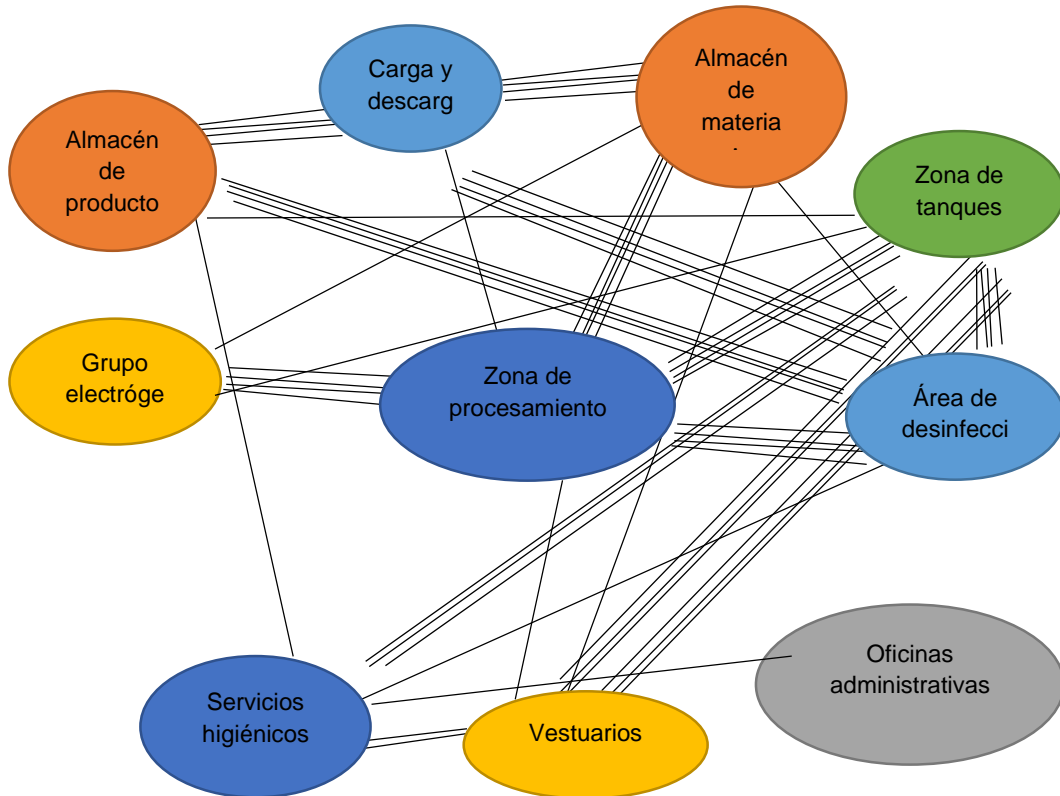 Carga y
descarg
Almacén
de
materia
Almacén
de
producto
Zona de
tanques
Grupo
electróge
Zona de
procesamiento
Área de
desinfecci
Servicios
higiénicos
Vestuarios
Oficinas
administrativas